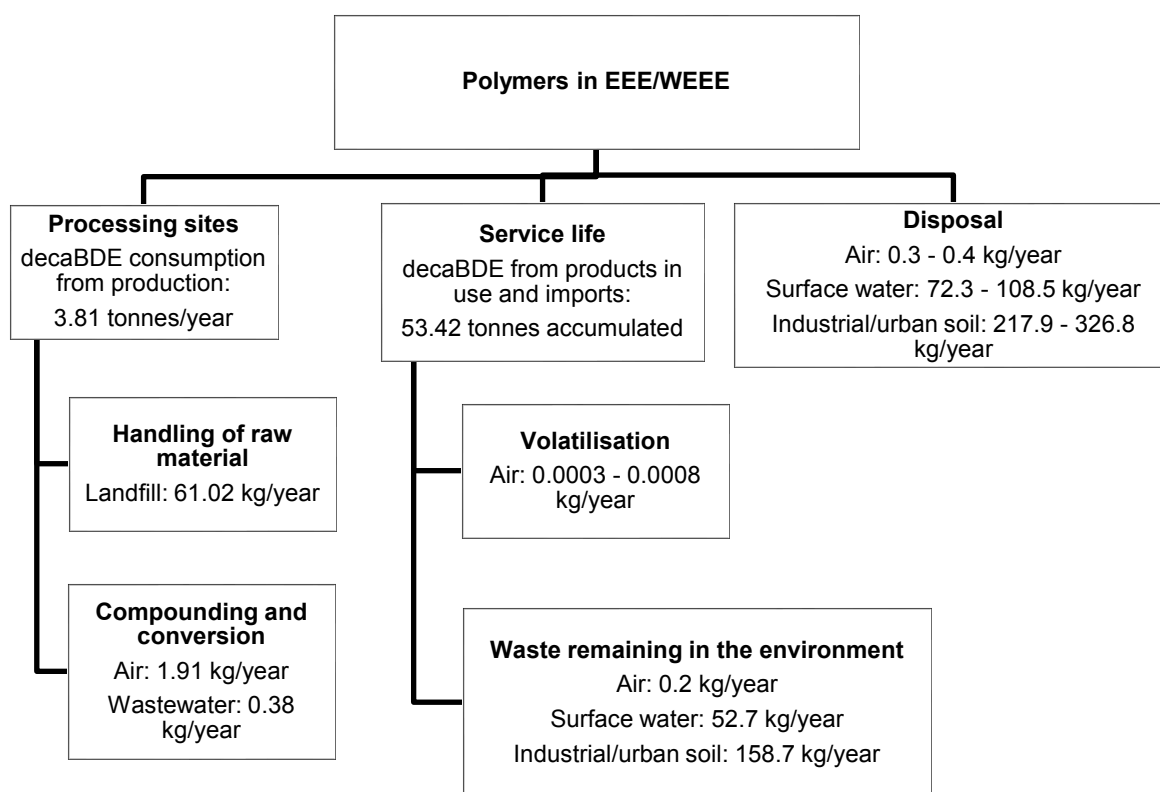 Polymers in EEE/WEEE
Processing sites
decaBDE consumption
from production:
3.81 tonnes/year
Handling of raw
material
Landfill: 61.02 kg/year
Compounding and
conversion
Air: 1.91 kg/year
Wastewater: 0.38
kg/year
Service life
decaBDE from products in
use and imports:
53.42 tonnes accumulated
Volatilisation
Air: 0.0003 - 0.0008
kg/year
Waste remaining in the environment
Air: 0.2 kg/year
Surface water: 52.7 kg/year
Industrial/urban soil: 158.7 kg/year
Disposal
Air: 0.3 - 0.4 kg/year
Surface water: 72.3 - 108.5 kg/year
Industrial/urban soil: 217.9 - 326.8
kg/year